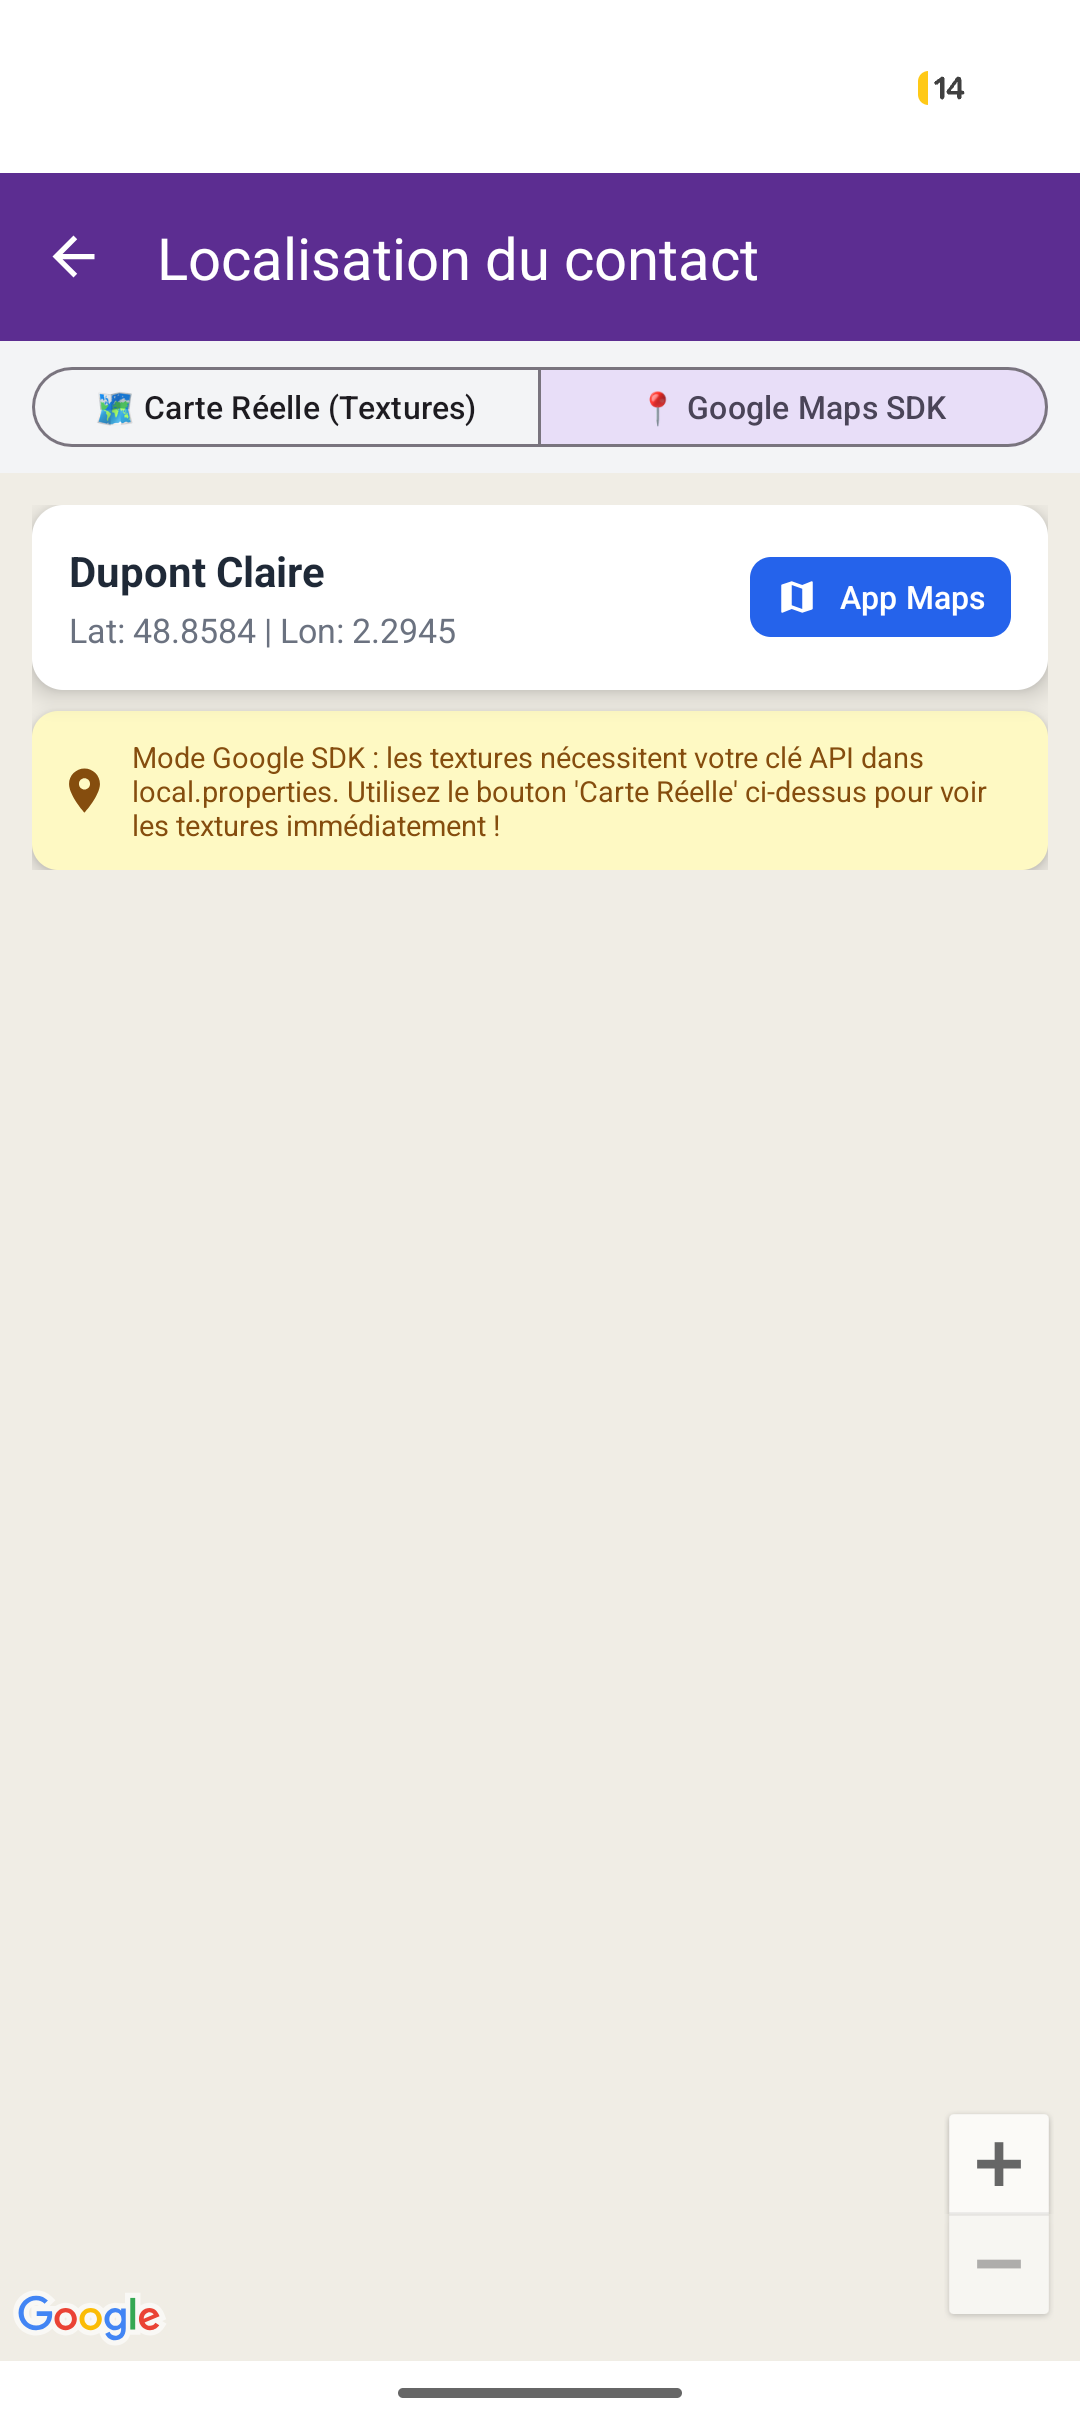 14
Localisation du contact
Carte Réelle (Textures)
Google Maps SDK
Dupont Claire
Lat: 48.8584 | Lon: 2.2945
App Maps
Mode Google SDK : les textures nécessitent votre clé API dans
local.properties. Utilisez le bouton 'Carte Réelle' ci-dessus pour voir
les textures immédiatement !
Google